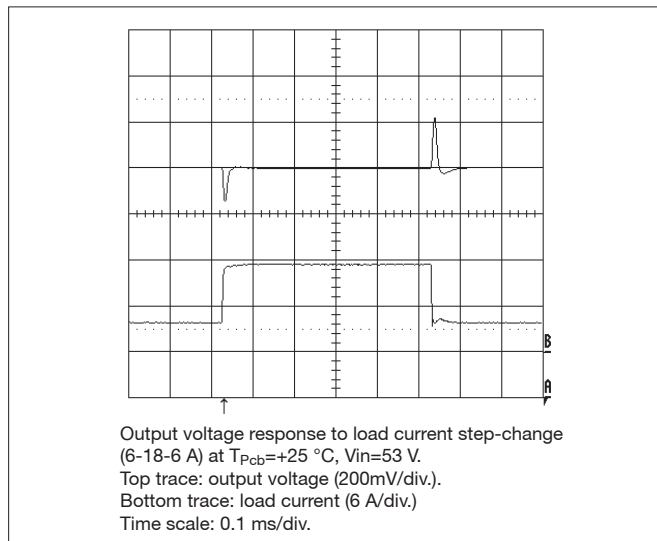 B
A
↑
Output voltage response to load current step-change
(6-18-6 A) at TPcb=+25 °C, Vin=53 V.
Top trace: output voltage (200mV/div.).
Bottom trace: load current (6 A/div.)
Time scale: 0.1 ms/div.